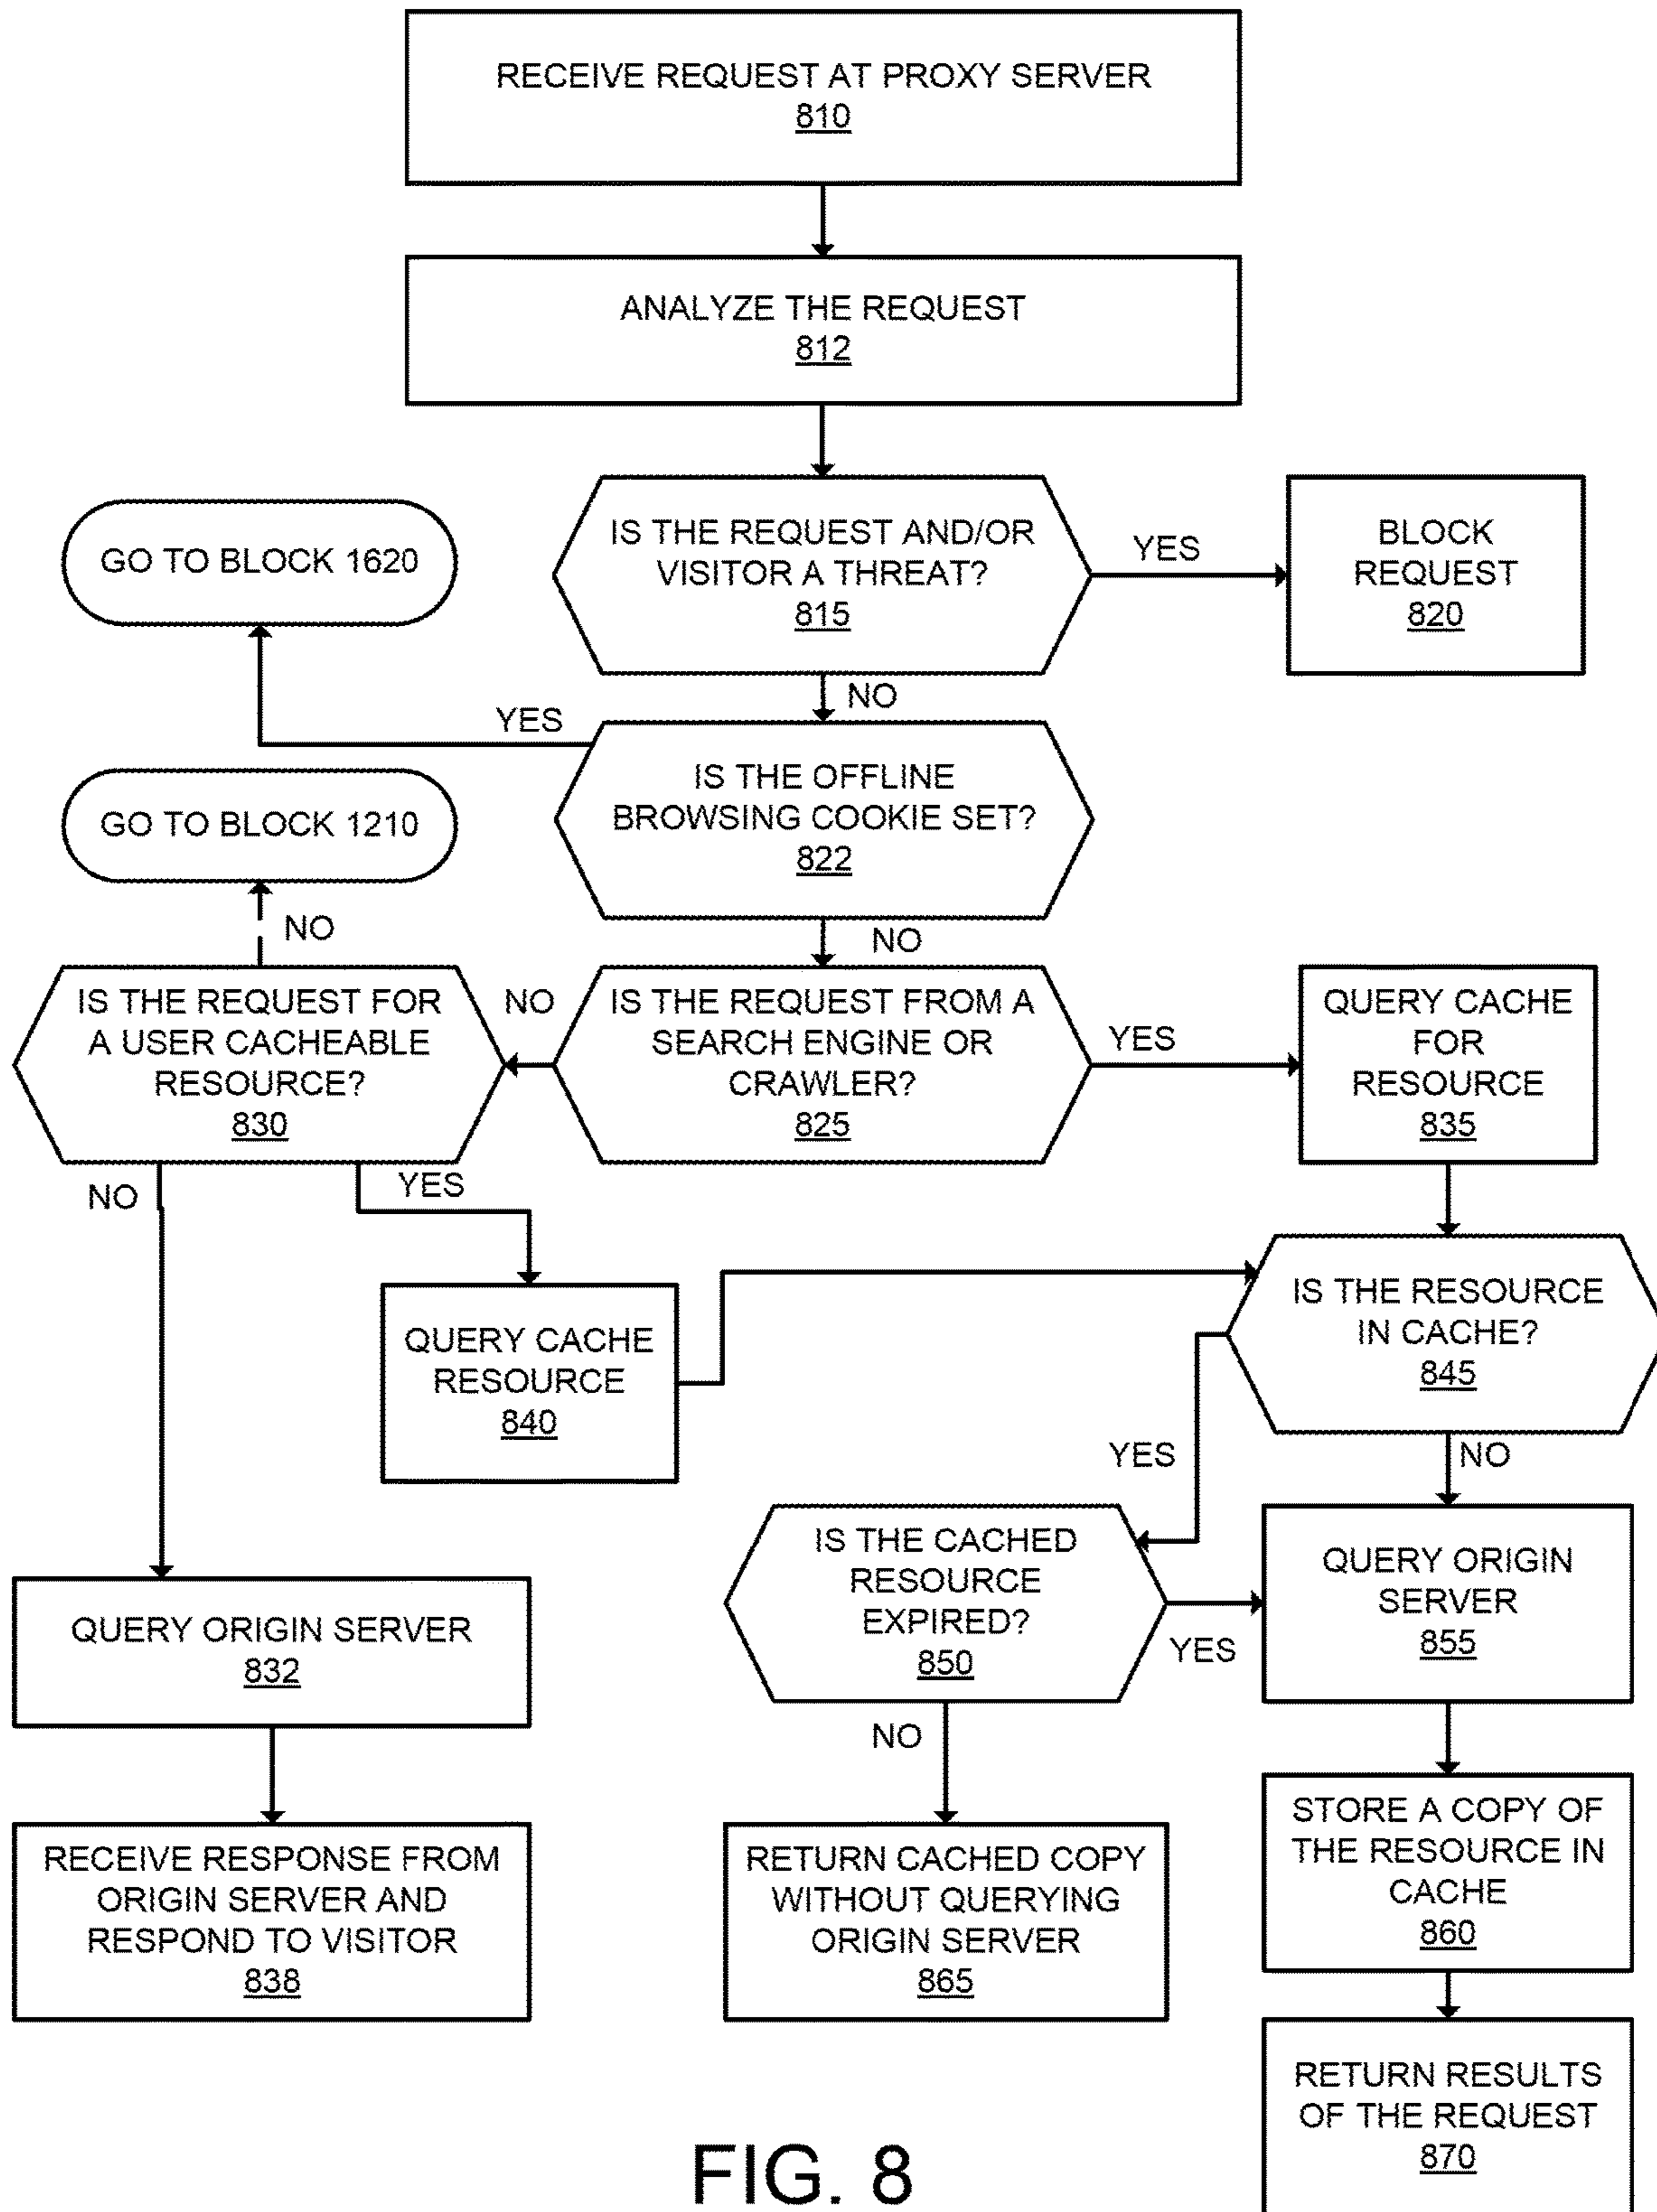 RECEIVE REQUEST AT PROXY SERVER
810
ANALYZE THE REQUEST
812
IS THE REQUEST AND/OR
VISITOR A THREAT?
815
YES
BLOCK
REQUEST
820
GO TO BLOCK 1620
NO
YES
IS THE OFFLINE
BROWSING COOKIE SET?
822
GO TO BLOCK 1210
NO
NO
IS THE REQUEST FOR
A USER CACHEABLE
RESOURCE?
830
NO
IS THE REQUEST FROM A
SEARCH ENGINE OR
CRAWLER?
825
YES
QUERY CACHE
FOR
RESOURCE
835
NO
YES
QUERY CACHE
RESOURCE
840
IS THE RESOURCE
IN CACHE?
845
YES
NO
IS THE CACHED
RESOURCE
EXPIRED?
850
YES
QUERY ORIGIN
SERVER
855
QUERY ORIGIN SERVER
832
NO
RECEIVE RESPONSE FROM
ORIGIN SERVER AND
RESPOND TO VISITOR
838
RETURN CACHED COPY
WITHOUT QUERYING
ORIGIN SERVER
865
STORE A COPY OF
THE RESOURCE IN
CACHE
860
RETURN RESULTS
OF THE REQUEST
870
FIG. 8